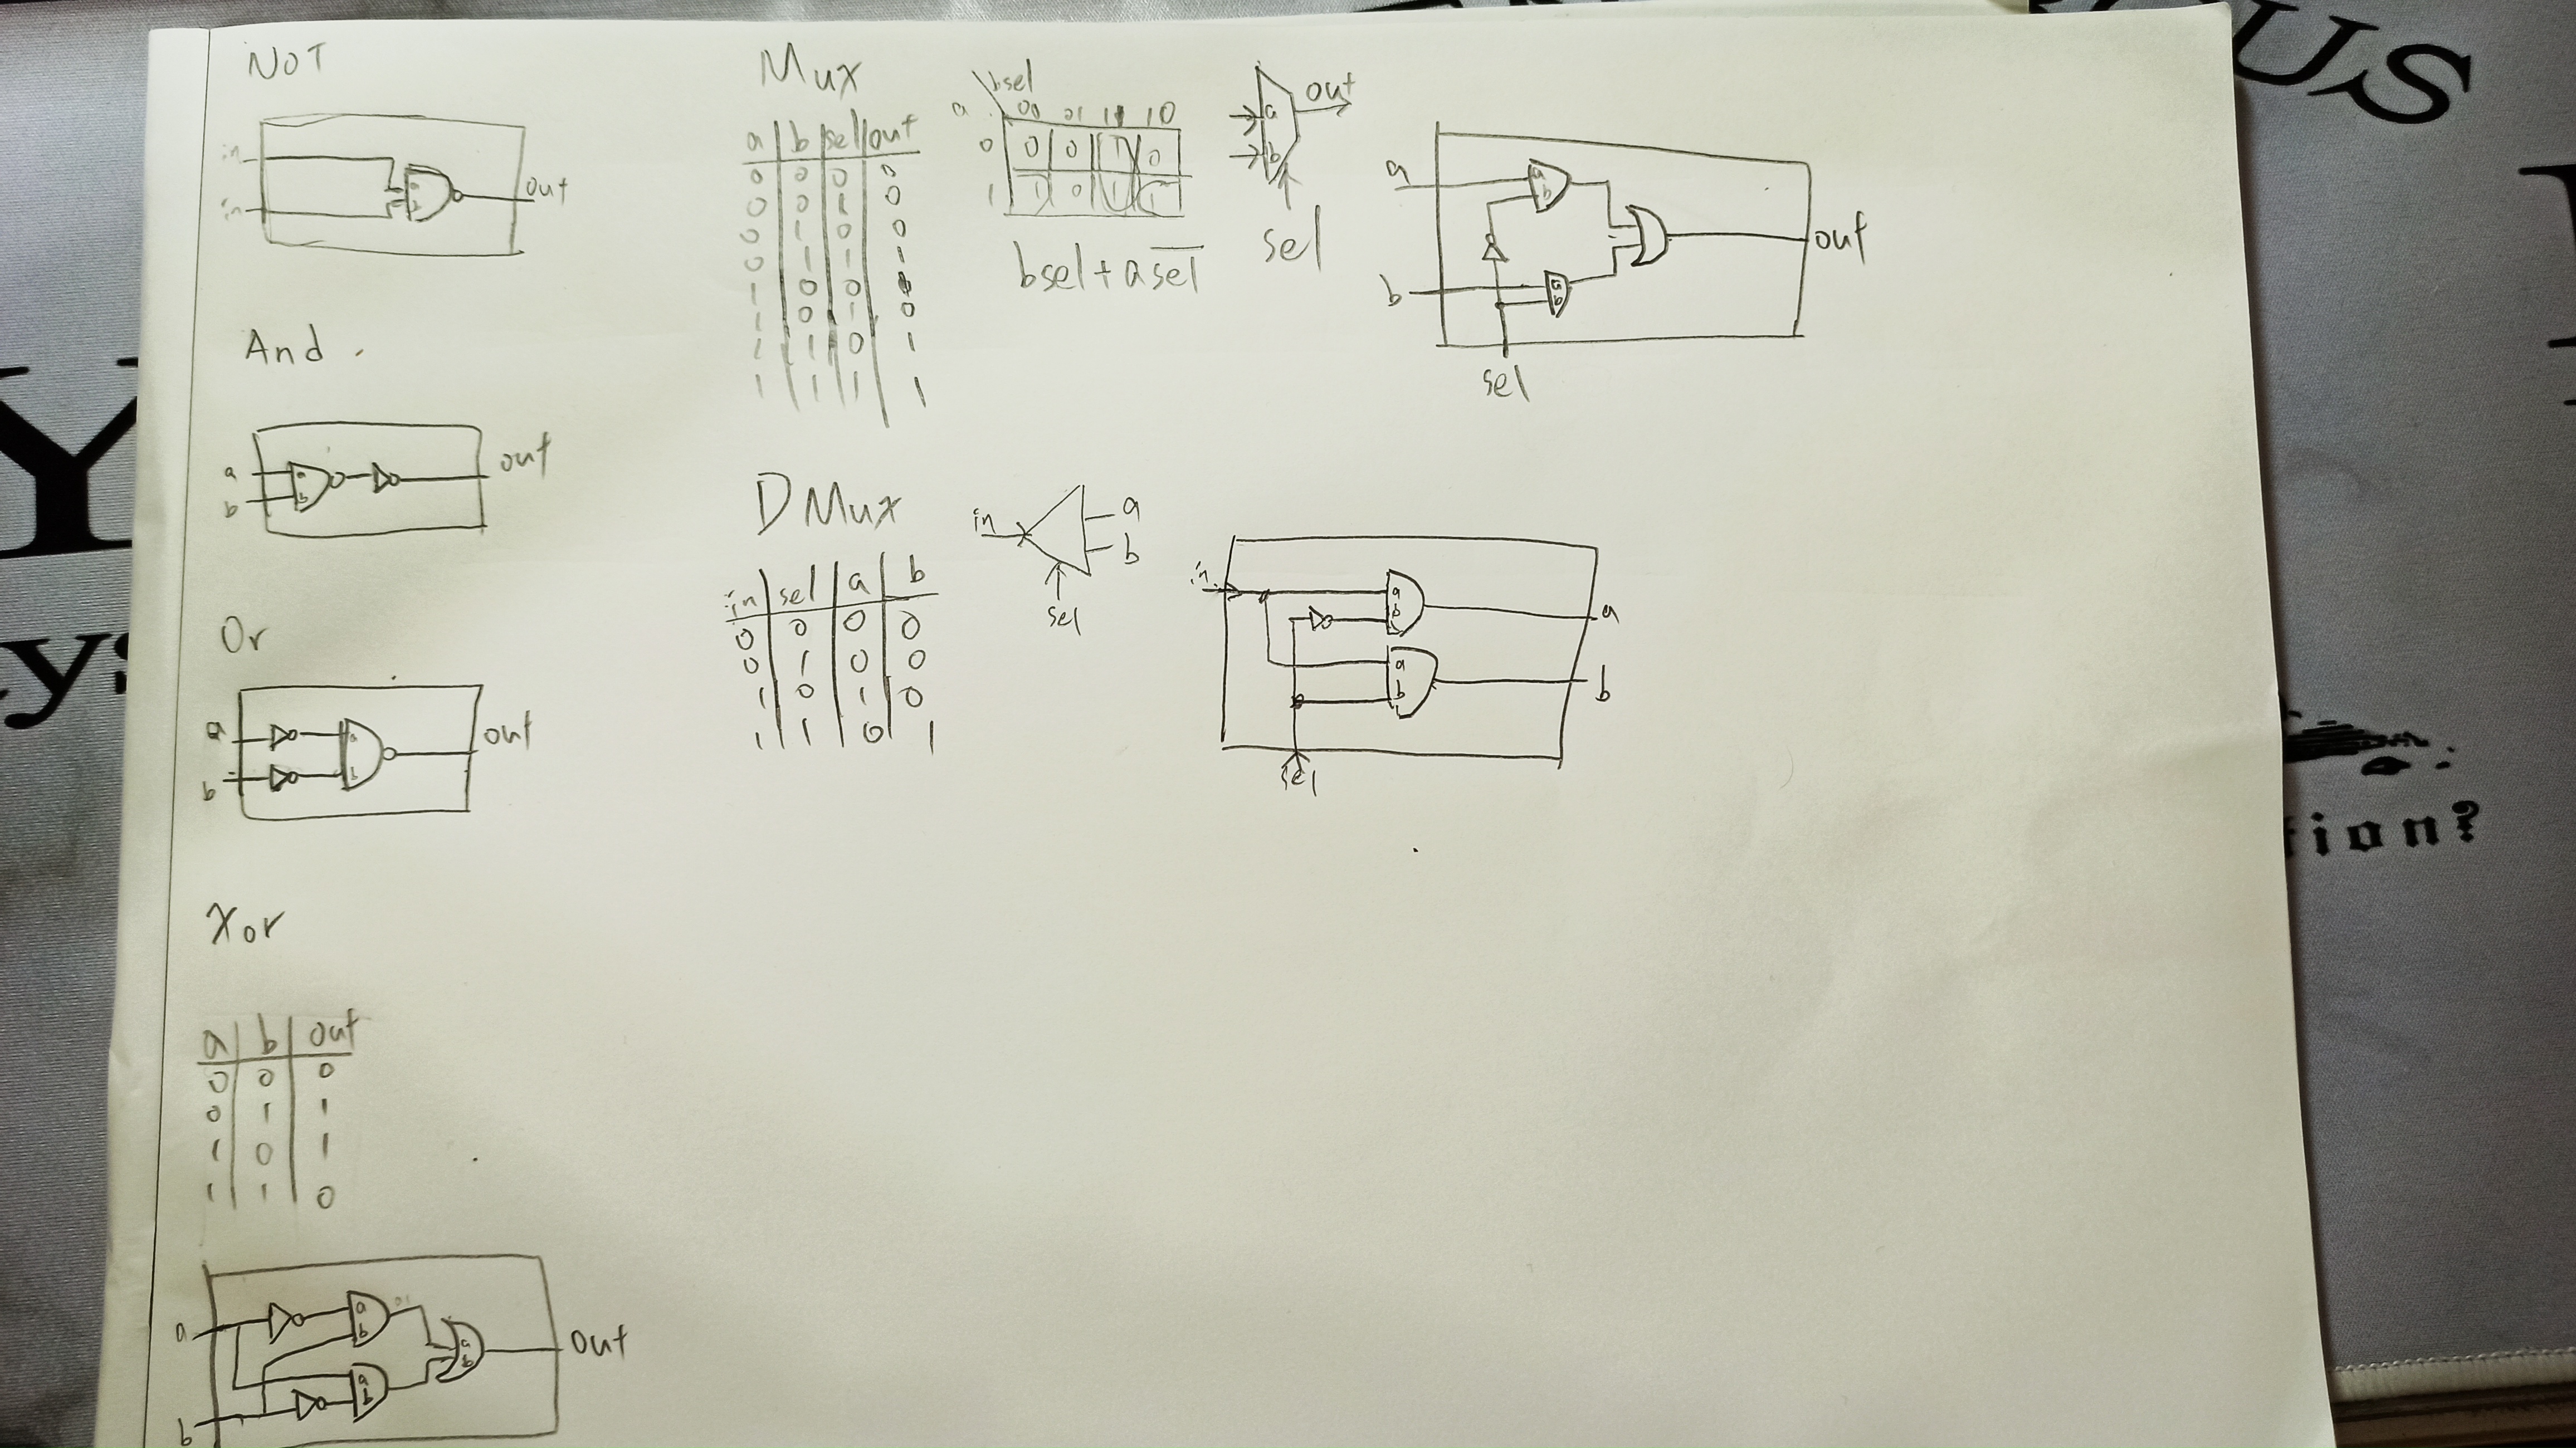 NOT
in
in
out
And
a
b
a
b
out
Or
a
b
a
b
out
Xor
a b out
0 0 0
0 1 1
1 0 1
1 1 0
a
b
a
b
a
b
a
b
out
Mux
a b sel out
0 0 0 0
0 0 1 0
0 1 0 0
0 1 1 1
1 0 0
1 0 1 0
1 1 0 1
1 1 1 1
bsel
a 00 01 11 10
0 0 0 1 0
1 1 0 1 1
bsel + a s̅e̅l̅
a
b
out
sel
a
b
a
b
a
b
out
sel
DMux
in sel a b
0 0 0 0
0 1 0 0
1 0 1 0
1 1 0 1
in
a
b
sel
in
a
b
a
b
a
b
sel
US
Y
ys
tion?